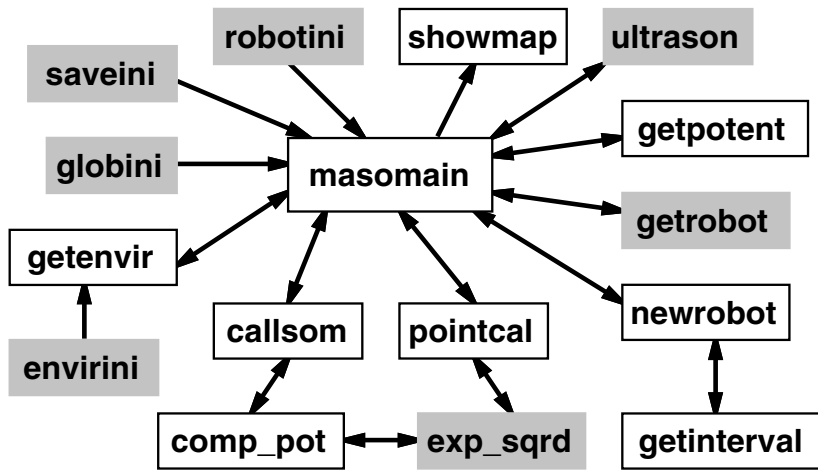 robotini
showmap
ultrason
saveini
getpotent
globini
masomain
getrobot
getenvir
newrobot
callsom
pointcal
envirini
comp_pot
exp_sqrd
getinterval